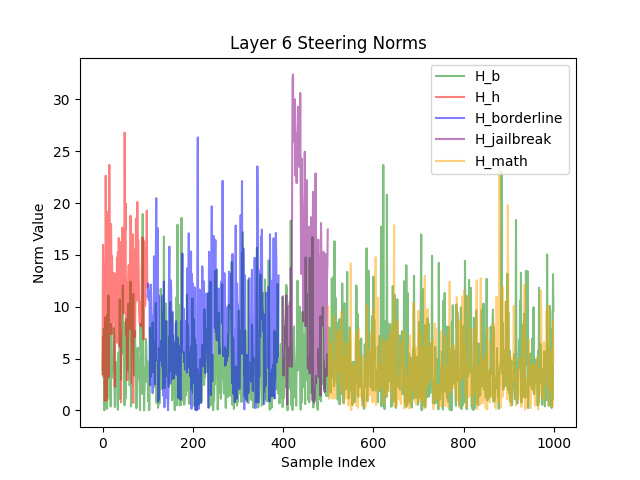 Layer 6 Steering Norms
H_b
H_h
H_borderline
H_jailbreak
H_math
Norm Value
30
25
20
15
10
5
0
0 200 400 600 800 1000
Sample Index